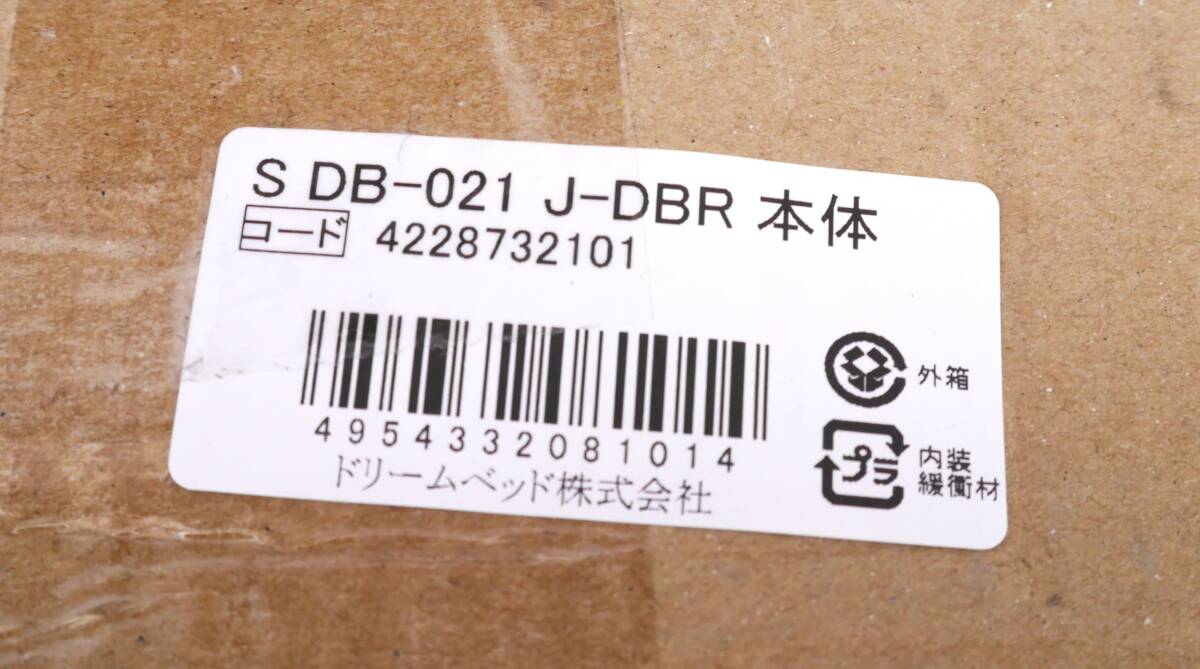 S DB-021 J-DBR 本体
コード 4228732101
4954332081014
ドリームベッド株式会社
外箱
プラ
内装
緩衝材